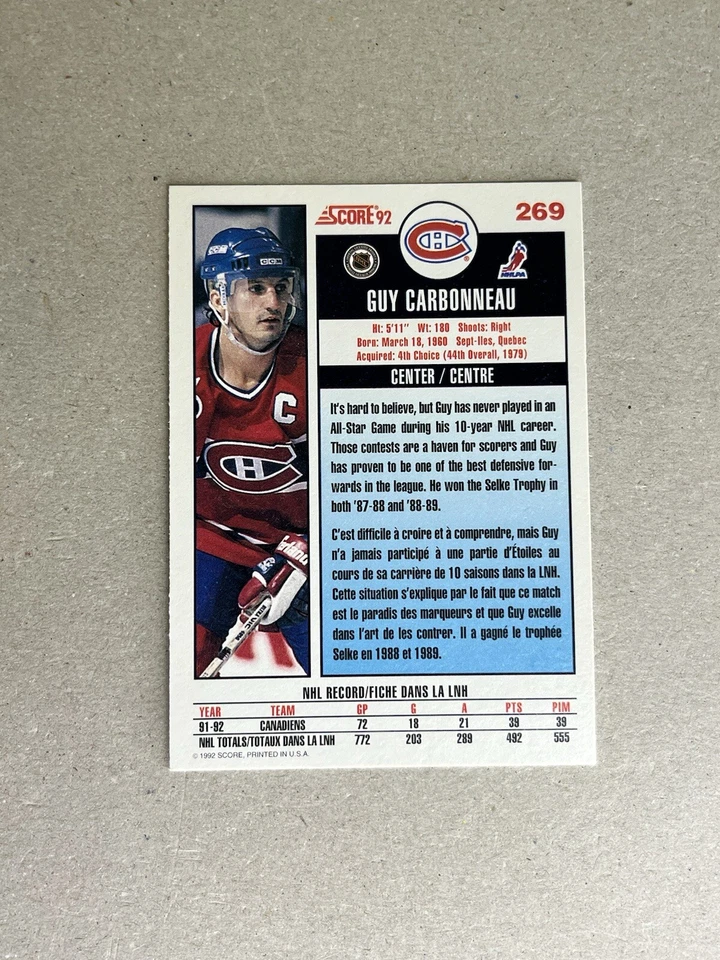 SCORE® 92
269
CCM
C
CH
®
NHLPA
GUY CARBONNEAU
Ht: 5'11" Wt: 180 Shoots: Right
Born: March 18, 1960 Sept-Iles, Quebec
Acquired: 4th Choice (44th Overall, 1979)
CENTER / CENTRE
It's hard to believe, but Guy has never played in an
All-Star Game during his 10-year NHL career.
Those contests are a haven for scorers and Guy
has proven to be one of the best defensive for-
wards in the league. He won the Selke Trophy in
both '87-88 and '88-89.
C'est difficile à croire et à comprendre, mais Guy
n'a jamais participé à une partie d'Étoiles au
cours de sa carrière de 10 saisons dans la LNH.
Cette situation s'explique par le fait que ce match
est le paradis des marqueurs et que Guy excelle
dans l'art de les contrer. Il a gagné le trophée
Selke en 1988 et 1989.
NHL RECORD/FICHE DANS LA LNH
YEAR TEAM GP G A PTS PIM
91-92 CANADIENS 72 18 21 39 39
NHL TOTALS/TOTAUX DANS LA LNH 772 203 289 492 555
© 1992 SCORE, PRINTED IN U.S.A.